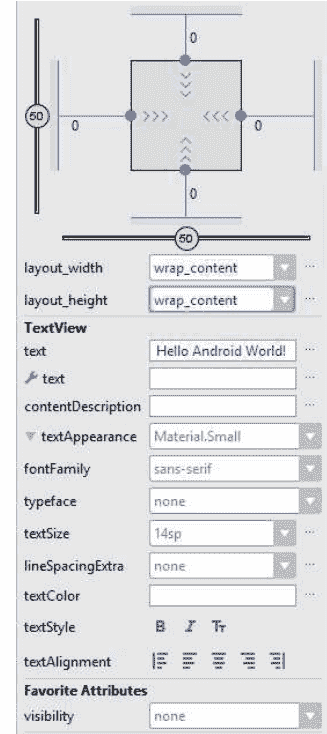 0
50
0
0
0
50
layout_width wrap_content
layout_height wrap_content
TextView
text Hello Android World!
text
contentDescription
textAppearance Material.Small
fontFamily sans-serif
typeface none
textSize 14sp
lineSpacingExtra none
textColor
textStyle B I Tт
textAlignment
Favorite Attributes
visibility none